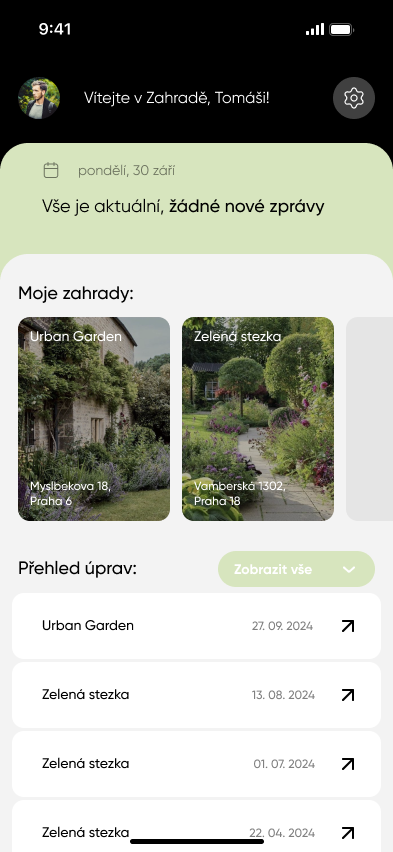 9:41
Vítejte v Zahradě, Tomáši!
pondělí, 30 září
Vše je aktuální, žádné nové zprávy
Moje zahrady:
Urban Garden
Myslbekova 18,
Praha 6
Zelená stezka
Vamberská 1302,
Praha 18
Přehled úprav:
Zobrazit vše
Urban Garden
27. 09. 2024
Zelená stezka
13. 08. 2024
Zelená stezka
01. 07. 2024
Zelená stezka
22. 04. 2024